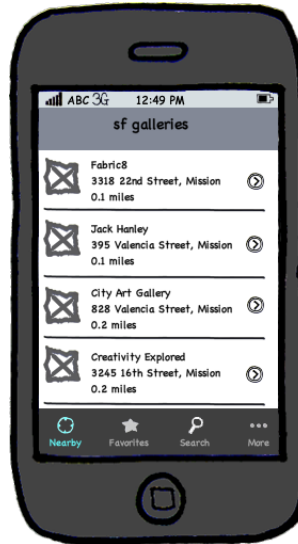 ABC 3G 12:49 PM
sf galleries
Fabric8
3318 22nd Street, Mission
0.1 miles
Jack Hanley
395 Valencia Street, Mission
0.1 miles
City Art Gallery
828 Valencia Street, Mission
0.2 miles
Creativity Explored
3245 16th Street, Mission
0.2 miles
Nearby Favorites Search More